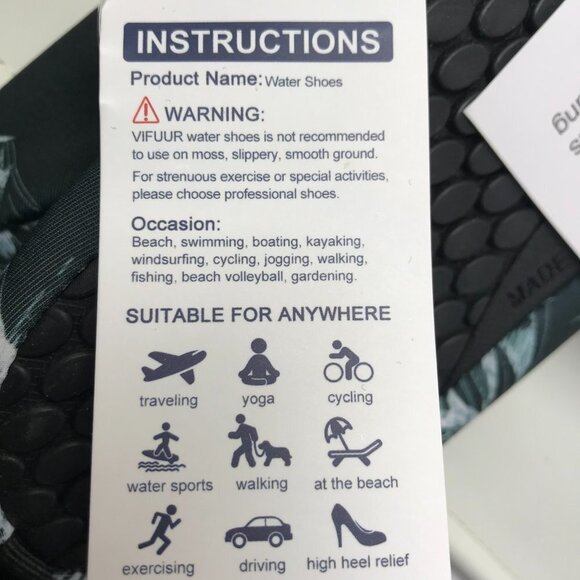 INSTRUCTIONS
Product Name: Water Shoes
WARNING:
VIFUUR water shoes is not recommended
to use on moss, slippery, smooth ground.
For strenuous exercise or special activities,
please choose professional shoes.
Occasion:
Beach, swimming, boating, kayaking,
windsurfing, cycling, jogging, walking,
fishing, beach volleyball, gardening.
SUITABLE FOR ANYWHERE
traveling yoga cycling
water sports walking at the beach
exercising driving high heel relief
MADE